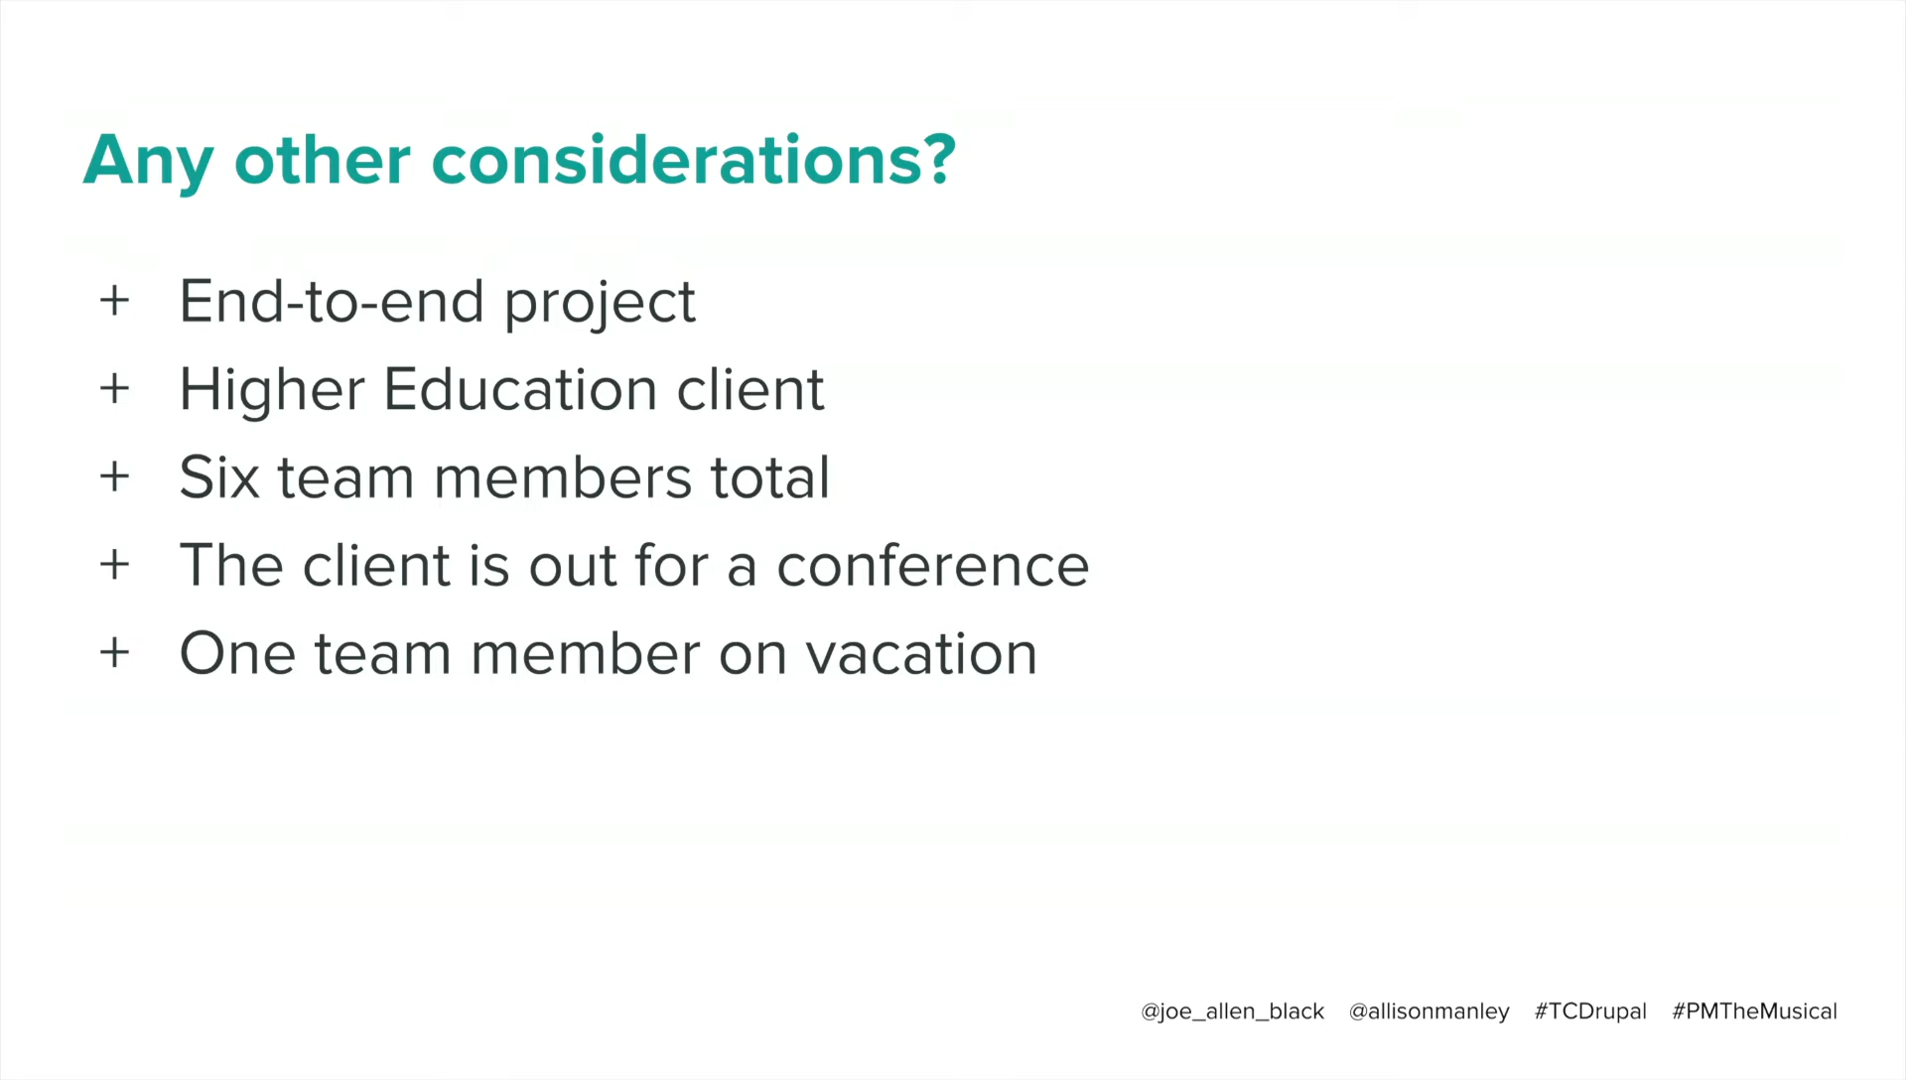 Any other considerations?
+ End-to-end project
+ Higher Education client
+ Six team members total
+ The client is out for a conference
+ One team member on vacation
@joe_allen_black @allisonmanley #TCDrupal #PMTheMusical